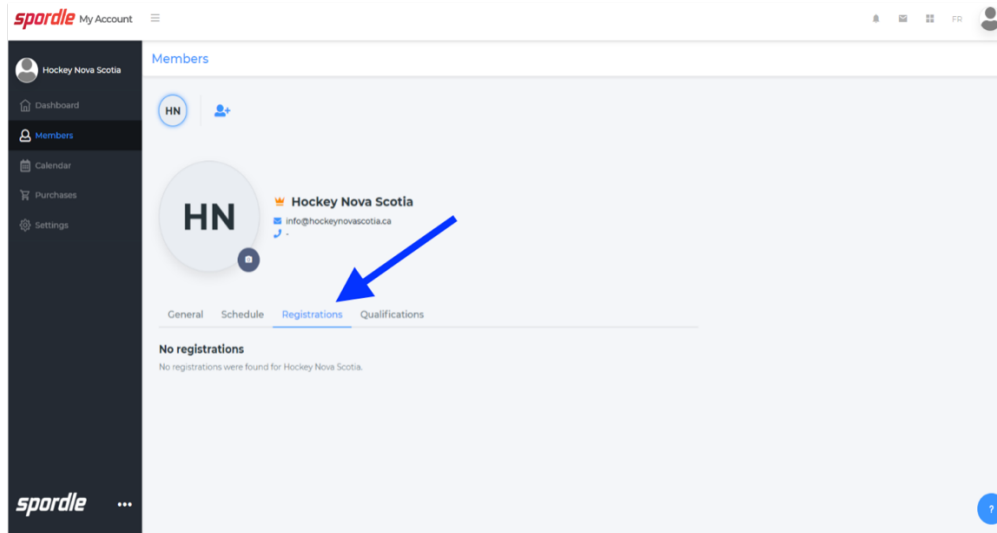 spordle My Account
FR
Hockey Nova Scotia
Dashboard
Members
Calendar
Purchases
Settings
spordle ...
Members
HN
HN
Hockey Nova Scotia
info@hockeynovascotia.ca
-
General Schedule Registrations Qualifications
No registrations
No registrations were found for Hockey Nova Scotia.
?